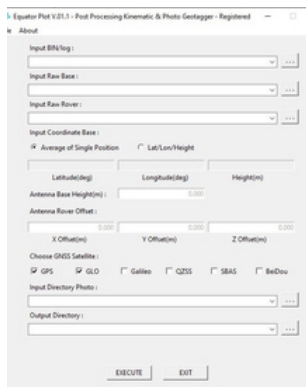 Equator Plot V.01.1 - Post Processing Kinematic & Photo Geotagger - Registered
le About
Input BIN/log :
...
Input Raw Base :
...
Input Raw Rover :
...
Input Coordinate Base :
Average of Single Position Lat/Lon/Height
Latitude(deg) Longitude(deg) Height(m)
Antenna Base Height(m) : 0.000
Antenna Rover Offset :
0.000 0.000 0.000
X Offset(m) Y Offset(m) Z Offset(m)
Choose GNSS Satellite :
GPS GLO Galileo QZSS SBAS BeiDou
Input Directory Photo :
...
Output Directory :
...
EXECUTE EXIT